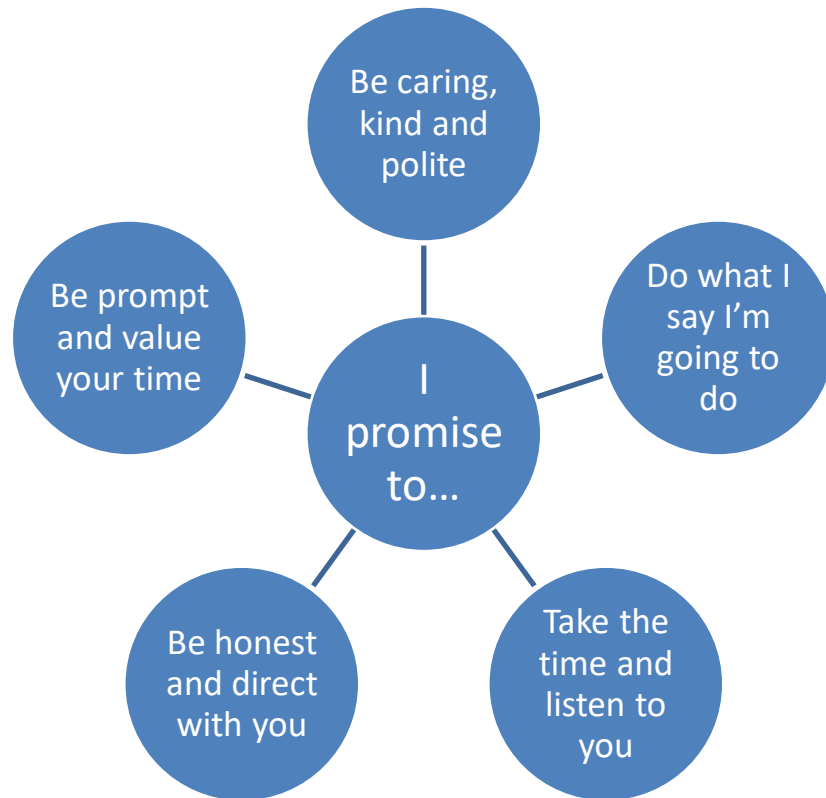 Be caring,
kind and
polite
Do what I
say I’m
going to
do
Take the
time and
listen to
you
Be honest
and direct
with you
Be prompt
and value
your time
I
promise
to…